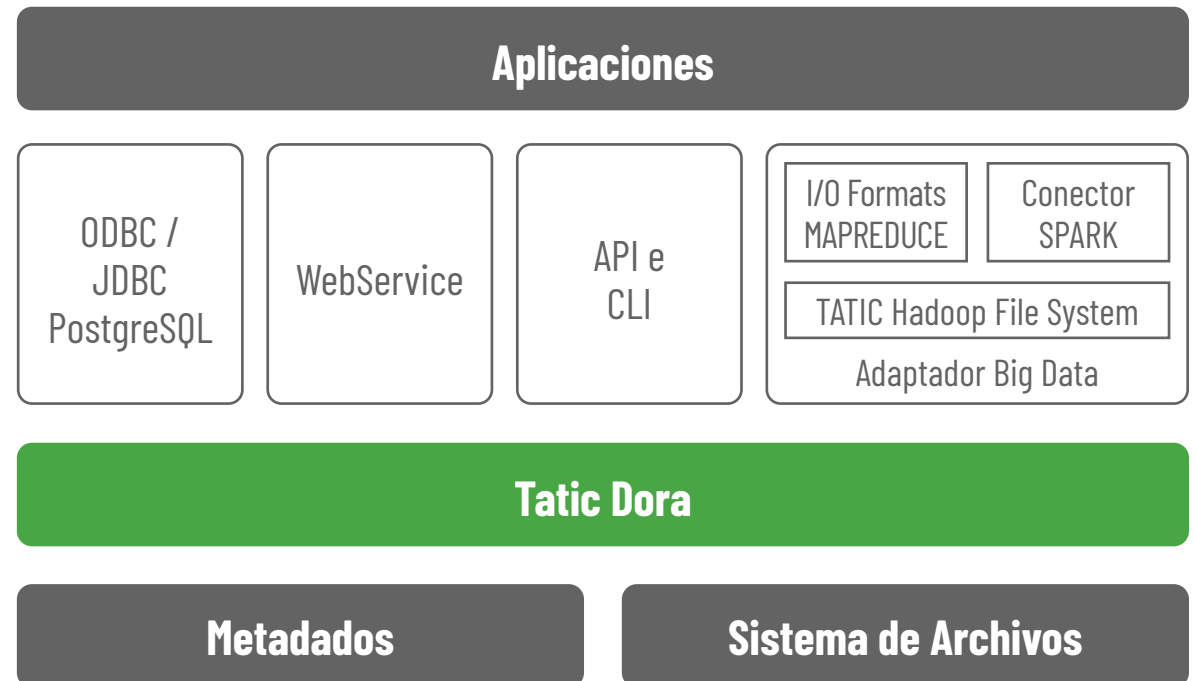 Aplicaciones
ODBC /
JDBC
PostgreSQL
WebService
API e
CLI
I/O Formats
MAPREDUCE
Conector
SPARK
TATIC Hadoop File System
Adaptador Big Data
Tatic Dora
Metadados
Sistema de Archivos